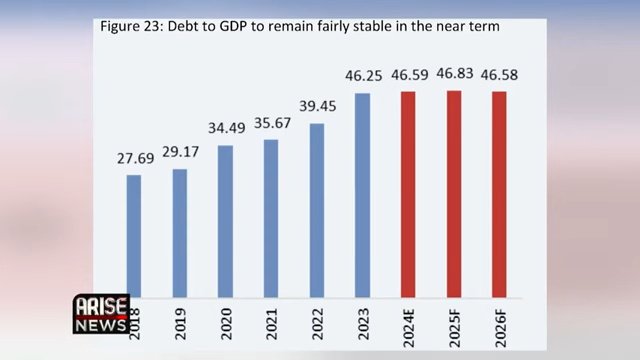 Figure 23: Debt to GDP to remain fairly stable in the near term
27.69 29.17 34.49 35.67 39.45 46.25 46.59 46.83 46.58
2018 2019 2020 2021 2022 2023 2024E 2025F 2026F
ARISE
NEWS